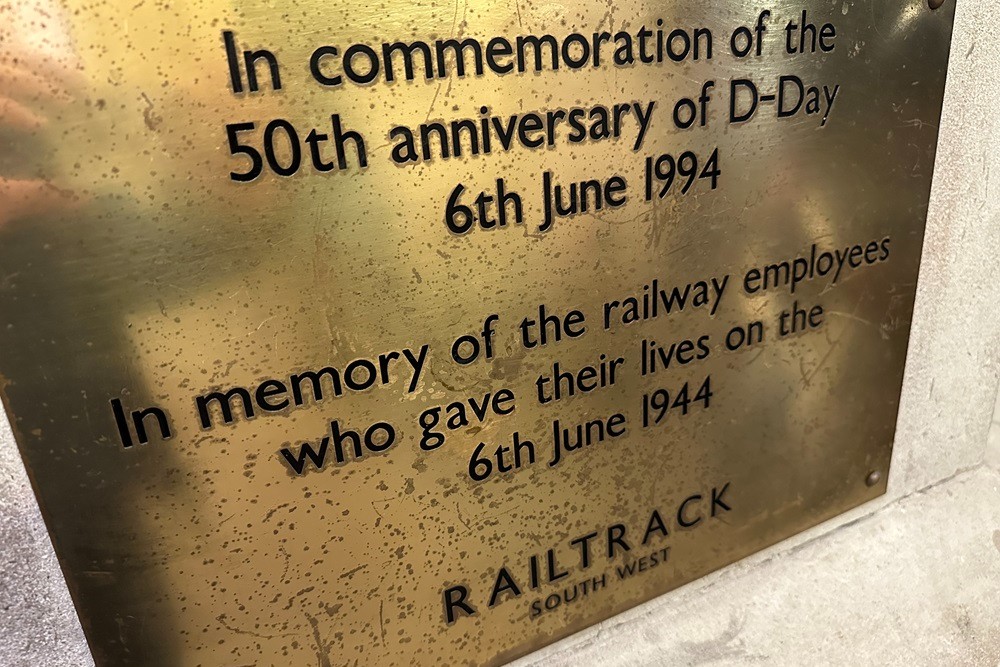 In commemoration of the
50th anniversary of D-Day
6th June 1994
In memory of the railway employees
who gave their lives on the
6th June 1944
RAILTRACK
SOUTH WEST